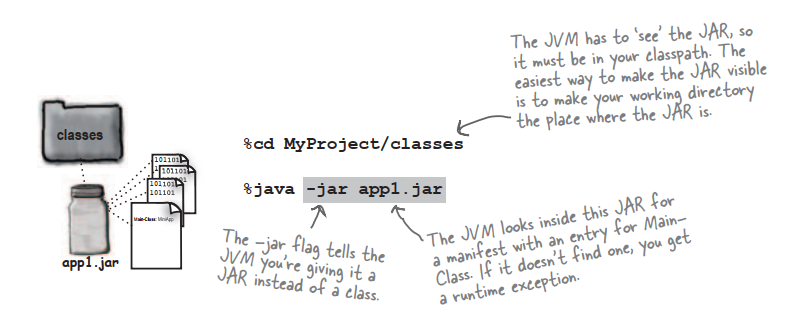 The JVM has to 'see' the JAR, so
it must be in your classpath. The
easiest way to make the JAR visible
is to make your working directory
the place where the JAR is.
classes
%cd MyProject/classes
101101
101101
101101
101101
%java -jar app1.jar
Main-Class: MiniApp
app1.jar
The -jar flag tells the
JVM you're giving it a
JAR instead of a class.
The JVM looks inside this JAR for
a manifest with an entry for Main-
Class. If it doesn't find one, you get
a runtime exception.